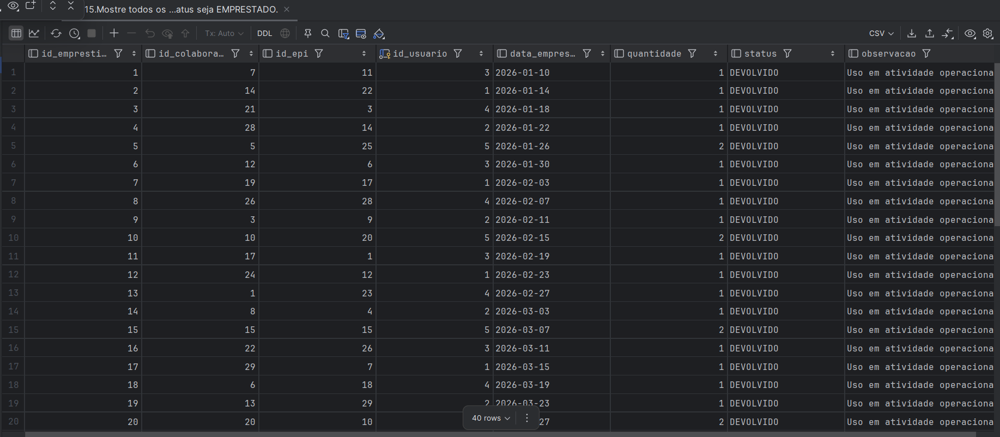 15.Mostre todos os ...atus seja EMPRESTADO.
Tx: Auto DDL CSV
id_empresti... id_colabora... id_epi id_usuario data_empres... quantidade status observacao
1 1 7 11 3 2026-01-10 1 DEVOLVIDO Uso em atividade operaciona
2 2 14 22 1 2026-01-14 1 DEVOLVIDO Uso em atividade operaciona
3 3 21 3 4 2026-01-18 1 DEVOLVIDO Uso em atividade operaciona
4 4 28 14 2 2026-01-22 1 DEVOLVIDO Uso em atividade operaciona
5 5 5 25 5 2026-01-26 2 DEVOLVIDO Uso em atividade operaciona
6 6 12 6 3 2026-01-30 1 DEVOLVIDO Uso em atividade operaciona
7 7 19 17 1 2026-02-03 1 DEVOLVIDO Uso em atividade operaciona
8 8 26 28 4 2026-02-07 1 DEVOLVIDO Uso em atividade operaciona
9 9 3 9 2 2026-02-11 1 DEVOLVIDO Uso em atividade operaciona
10 10 10 20 5 2026-02-15 2 DEVOLVIDO Uso em atividade operaciona
11 11 17 1 3 2026-02-19 1 DEVOLVIDO Uso em atividade operaciona
12 12 24 12 1 2026-02-23 1 DEVOLVIDO Uso em atividade operaciona
13 13 1 23 4 2026-02-27 1 DEVOLVIDO Uso em atividade operaciona
14 14 8 4 2 2026-03-03 1 DEVOLVIDO Uso em atividade operaciona
15 15 15 15 5 2026-03-07 2 DEVOLVIDO Uso em atividade operaciona
16 16 22 26 3 2026-03-11 1 DEVOLVIDO Uso em atividade operaciona
17 17 29 7 1 2026-03-15 1 DEVOLVIDO Uso em atividade operaciona
18 18 6 18 4 2026-03-19 1 DEVOLVIDO Uso em atividade operaciona
19 19 13 29 2 2026-03-23 1 DEVOLVIDO Uso em atividade operaciona
20 20 20 10 27 2 DEVOLVIDO Uso em atividade operaciona
40 rows